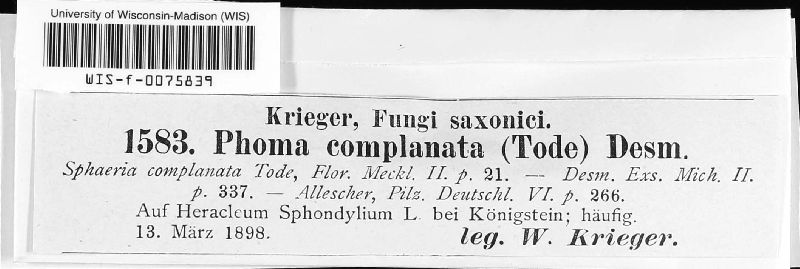 University of Wisconsin-Madison (WIS)
WIS-f-0075839
Krieger, Fungi saxonici.
1583. Phoma complanata (Tode) Desm.
Sphaeria complanata Tode, Flor. Meckl. II. p. 21. — Desm. Exs. Mich. II.
p. 337. — Allescher, Pilz. Deutschl. VI. p. 266.
Auf Heracleum Sphondylium L. bei Königstein; häufig.
13. März 1898.
leg. W. Krieger.